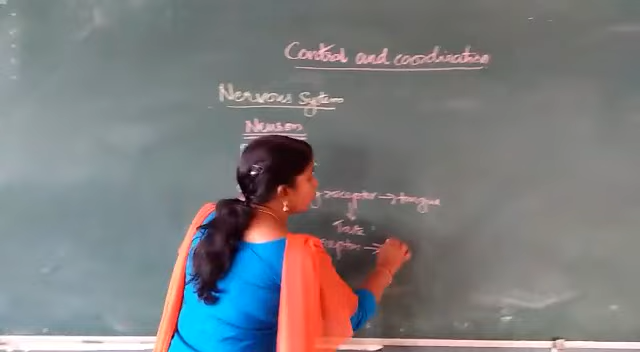 Control and coordination
Nervous System
Neuron
receptor → tongue
↓
Taste